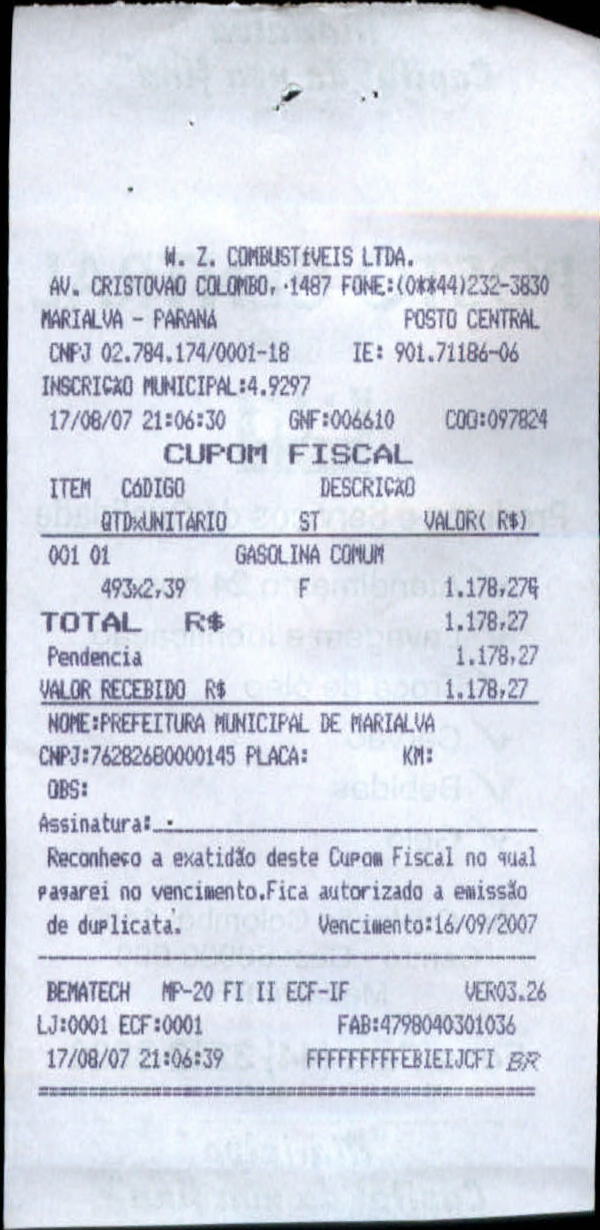 W. Z. COMBUSTíVEIS LTDA.
AV. CRISTOVAO COLOMBO, 1487 FONE:(0**44)232-3830
MARIALVA - PARANA POSTO CENTRAL
CNPJ 02.784.174/0001-18 IE: 901.71186-06
INSCRIÇÃO MUNICIPAL:4.9297
17/08/07 21:06:30 GNF:006610 COO:097824
CUPOM FISCAL
ITEM CóDIGO DESCRIÇÃO
QTDxUNITARIO ST VALOR(R$)
001 01 GASOLINA COMUM
493x2,39 F 1.178,27G
TOTAL R$ 1.178,27
Pendencia 1.178,27
VALOR RECEBIDO R$ 1.178,27
NOME:PREFEITURA MUNICIPAL DE MARIALVA
CNPJ:76282680000145 PLACA: KM:
OBS:
Assinatura:
Reconheço a exatidão deste Cupom Fiscal no qual
pagarei no vencimento.Fica autorizado a emissão
de duplicata. Vencimento:16/09/2007
BEMATECH MP-20 FI II ECF-IF VER03.26
LJ:0001 ECF:0001 FAB:4798040301036
17/08/07 21:06:39 FFFFFFFFFFEBIEIJCFI BR